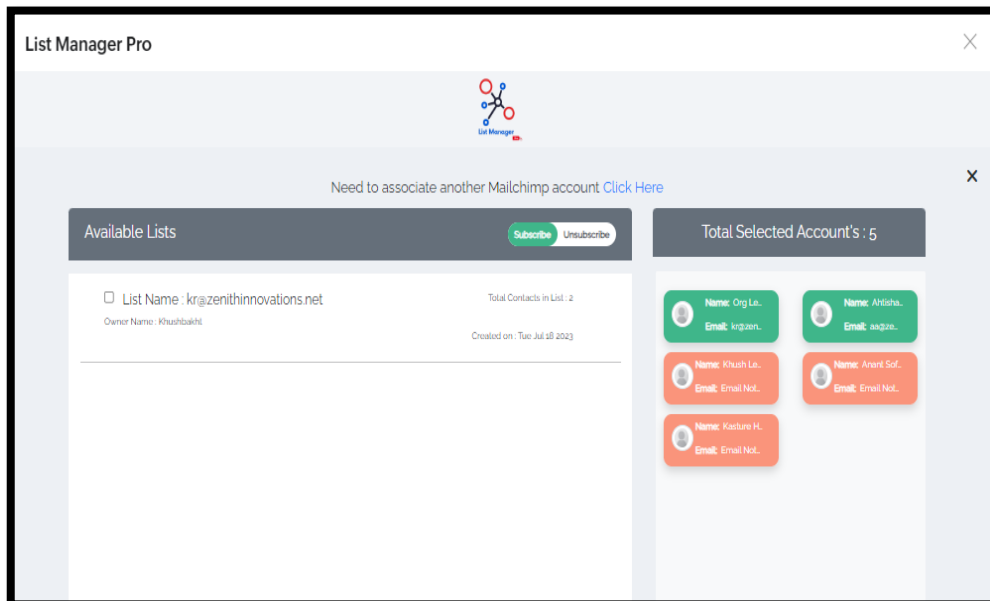 List Manager Pro
List Manager
Need to associate another Mailchimp account Click Here
Available Lists
Subscribe Unsubscribe
Total Selected Account's : 5
List Name : kr@zenithinnovations.net
Total Contacts in List : 2
Owner Name : Khushbakht
Created on : Tue Jul 18 2023
Name: Org Le..
Email: kr@zen..
Name: Ahtisha..
Email: aa@ze..
Name: Khush Le..
Email: Email Not..
Name: Anant Sof..
Email: Email Not..
Name: Kasture H..
Email: Email Not..